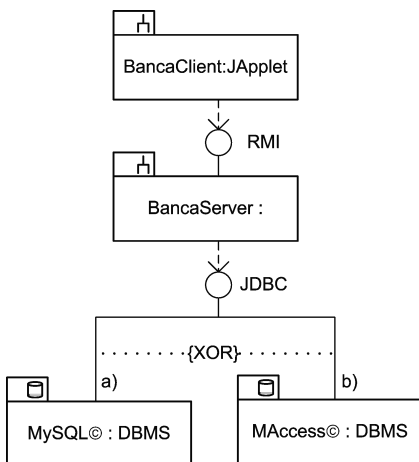 BancaClient:JApplet
RMI
BancaServer :
JDBC
{XOR}
a)
b)
MySQL© : DBMS
MAccess© : DBMS